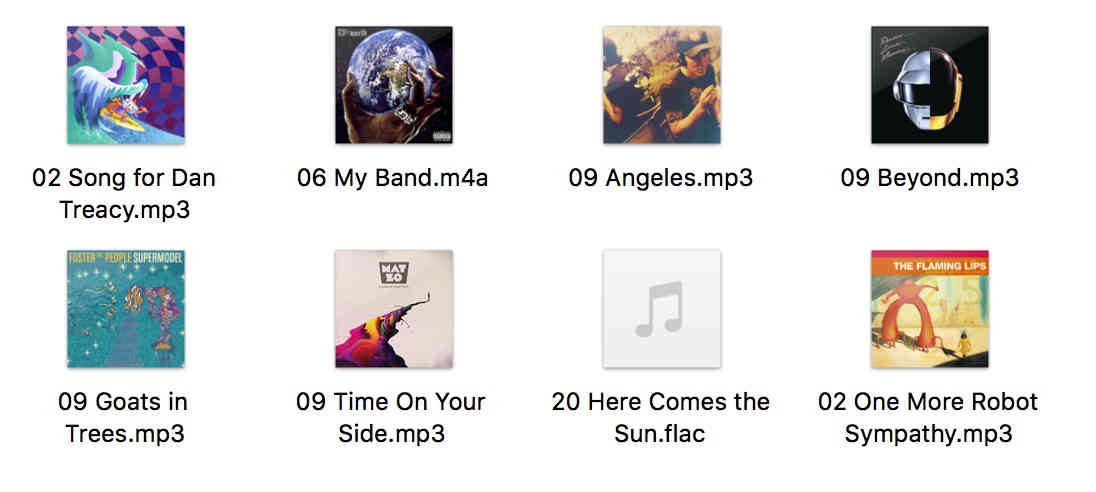 02 Song for Dan
Treacy.mp3
06 My Band.m4a
09 Angeles.mp3
09 Beyond.mp3
FOSTER THE PEOPLE SUPERMODEL
09 Goats in
Trees.mp3
MAT
ZO
09 Time On Your
Side.mp3
20 Here Comes the
Sun.flac
THE FLAMING LIPS
02 One More Robot
Sympathy.mp3